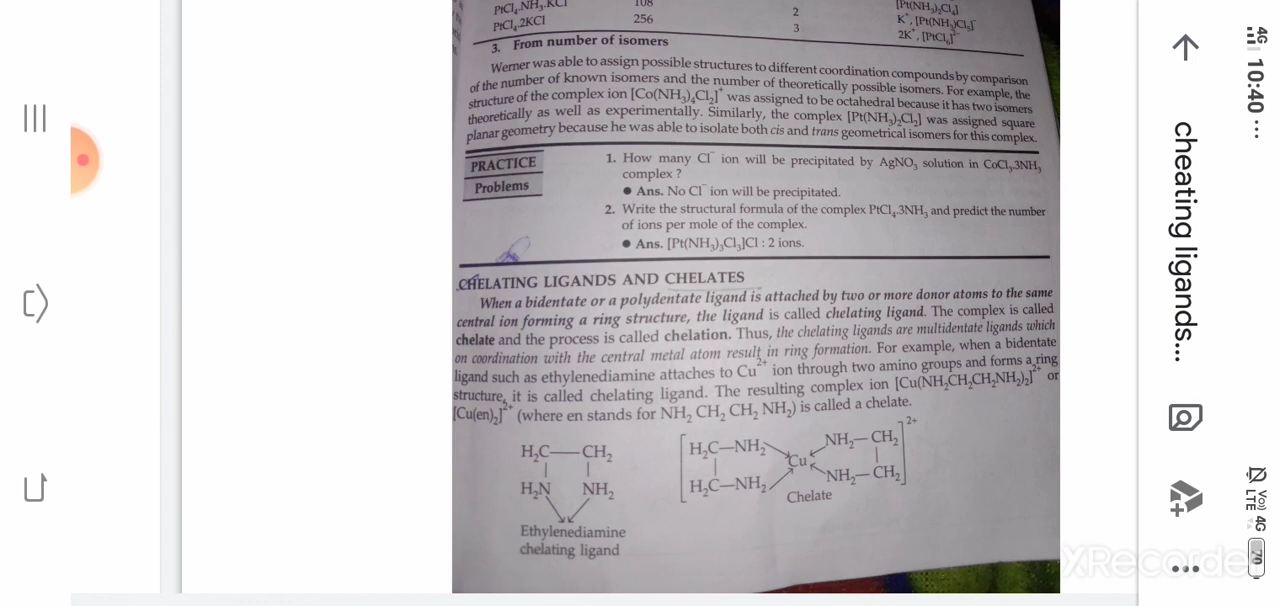 PtCl₄.NH₃.KCl 108 2 [Pt(NH₃)₂Cl₄]
PtCl₄.2KCl 256 3 K⁺, [Pt(NH₃)Cl₅]⁻
2K⁺, [PtCl₆]²⁻
3. From number of isomers
Werner was able to assign possible structures to different coordination compounds by comparison
of the number of known isomers and the number of theoretically possible isomers. For example, the
structure of the complex ion [Co(NH₃)₄Cl₂]⁺ was assigned to be octahedral because it has two isomers
theoretically as well as experimentally. Similarly, the complex [Pt(NH₃)₂Cl₂] was assigned square
planar geometry because he was able to isolate both cis and trans geometrical isomers for this complex.
PRACTICE
Problems
1. How many Cl⁻ ion will be precipitated by AgNO₃ solution in CoCl₃.3NH₃
complex ?
● Ans. No Cl⁻ ion will be precipitated.
2. Write the structural formula of the complex PtCl₄.3NH₃ and predict the number
of ions per mole of the complex.
● Ans. [Pt(NH₃)₃Cl₃]Cl : 2 ions.
CHELATING LIGANDS AND CHELATES
When a bidentate or a polydentate ligand is attached by two or more donor atoms to the same
central ion forming a ring structure, the ligand is called chelating ligand. The complex is called
chelate and the process is called chelation. Thus, the chelating ligands are multidentate ligands which
on coordination with the central metal atom result in ring formation. For example, when a bidentate
ligand such as ethylenediamine attaches to Cu²⁺ ion through two amino groups and forms a ring
structure, it is called chelating ligand. The resulting complex ion [Cu(NH₂CH₂CH₂NH₂)₂]²⁺ or
[Cu(en)₂]²⁺ (where en stands for NH₂ CH₂ CH₂ NH₂) is called a chelate.
H₂C—CH₂
H₂N NH₂
Ethylenediamine
chelating ligand
H₂C—NH₂ NH₂—CH₂ 2+
Cu
H₂C—NH₂ NH₂—CH₂
Chelate
4G 10:40 ...
cheating ligands...
Vo) 4G
LTE
70
XRecorder